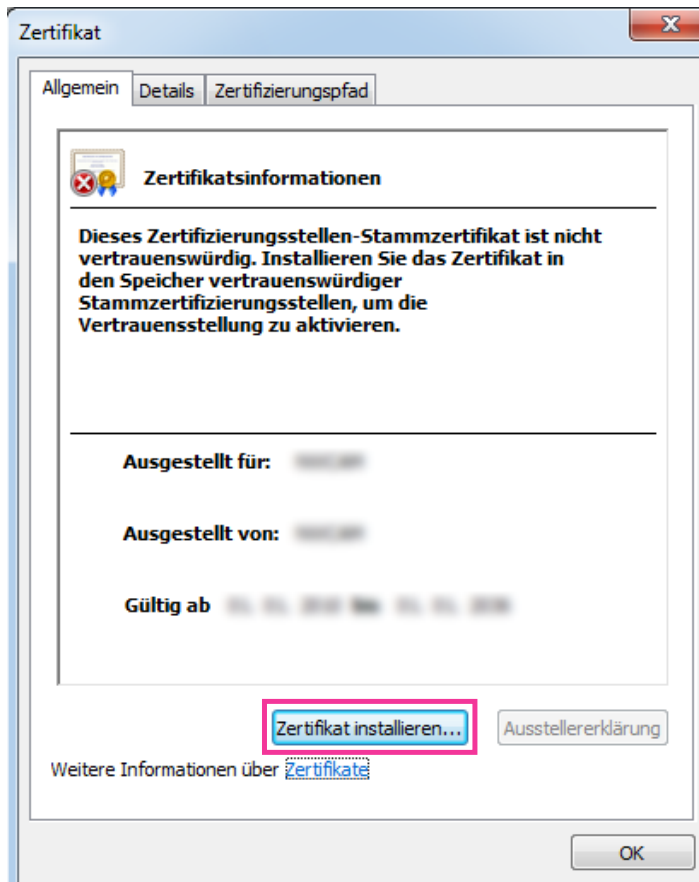 Zertifikat
Allgemein Details Zertifizierungspfad
Zertifikatsinformationen
Dieses Zertifizierungsstellen-Stammzertifikat ist nicht
vertrauenswürdig. Installieren Sie das Zertifikat in
den Speicher vertrauenswürdiger
Stammzertifizierungsstellen, um die
Vertrauensstellung zu aktivieren.
Ausgestellt für:
Ausgestellt von:
Gültig ab
Zertifikat installieren... Ausstellererklärung
Weitere Informationen über Zertifikate
OK